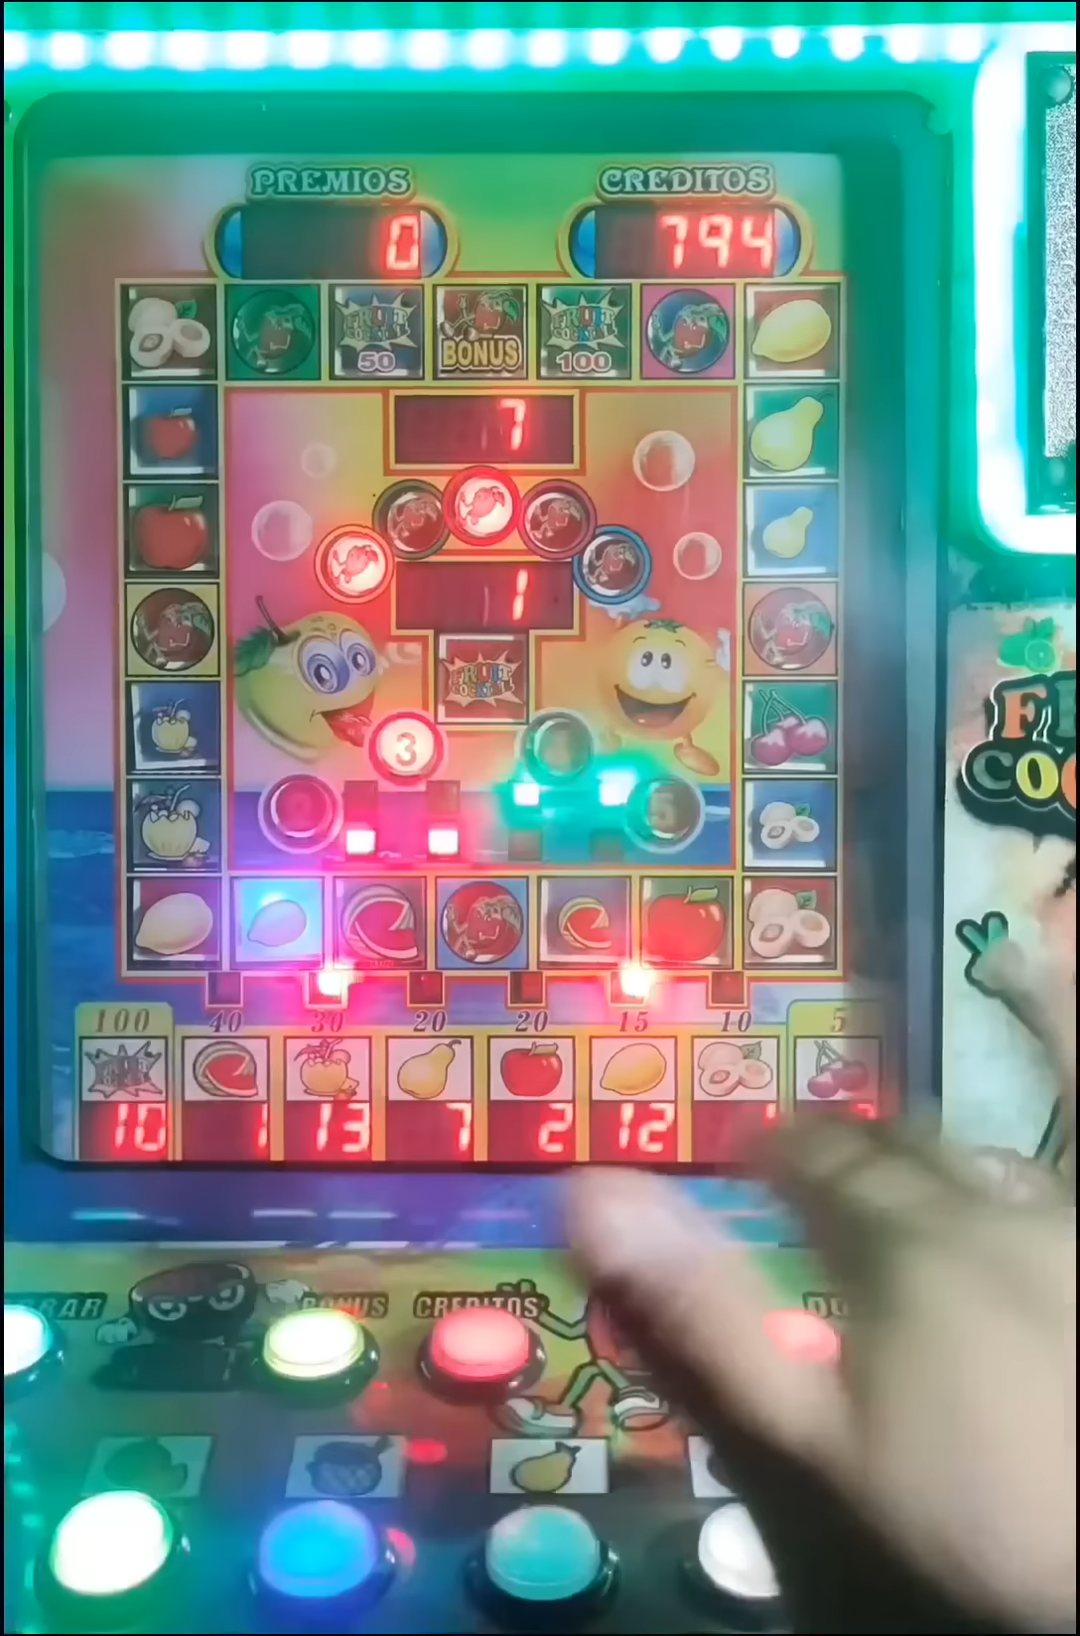 PREMIOS CREDITOS
0 794
FRUIT COCKTAIL 50
BONUS
FRUIT COCKTAIL 100
7
1
FRUIT COCKTAIL
3
5
100 40 30 20 20 15 10 5
10 1 13 7 2 12
BONUS CREDITOS